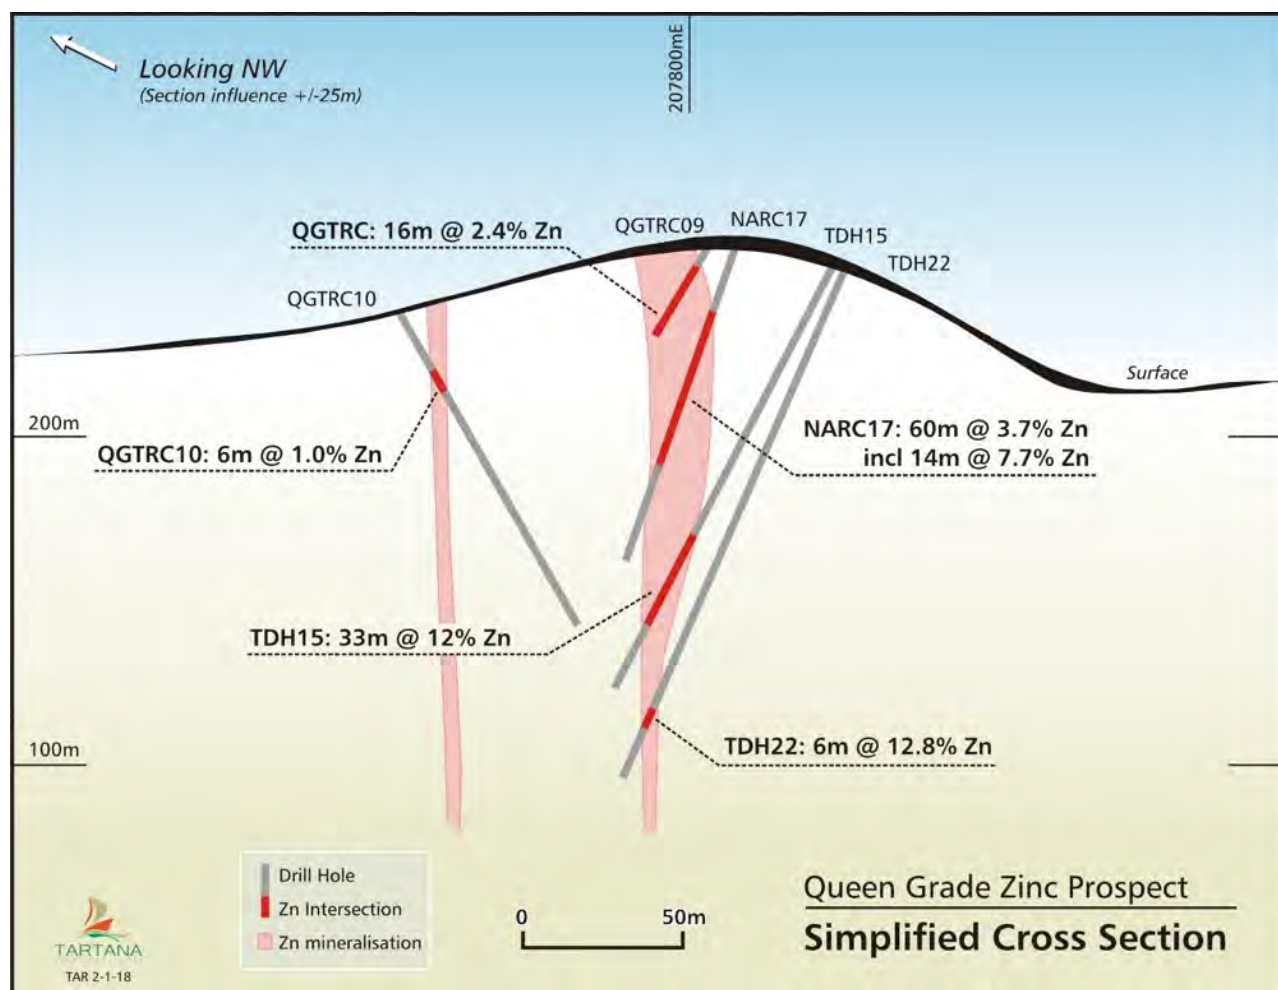 Looking NW
(Section influence +/-25m)
207800mE
QGTRC: 16m @ 2.4% Zn
QGTRC09
NARC17
TDH15
TDH22
QGTRC10
Surface
200m
QGTRC10: 6m @ 1.0% Zn
NARC17: 60m @ 3.7% Zn
incl 14m @ 7.7% Zn
TDH15: 33m @ 12% Zn
100m
TDH22: 6m @ 12.8% Zn
Drill Hole
Zn Intersection
Zn mineralisation
0
50m
Queen Grade Zinc Prospect
Simplified Cross Section
TARTANA
TAR 2-1-18